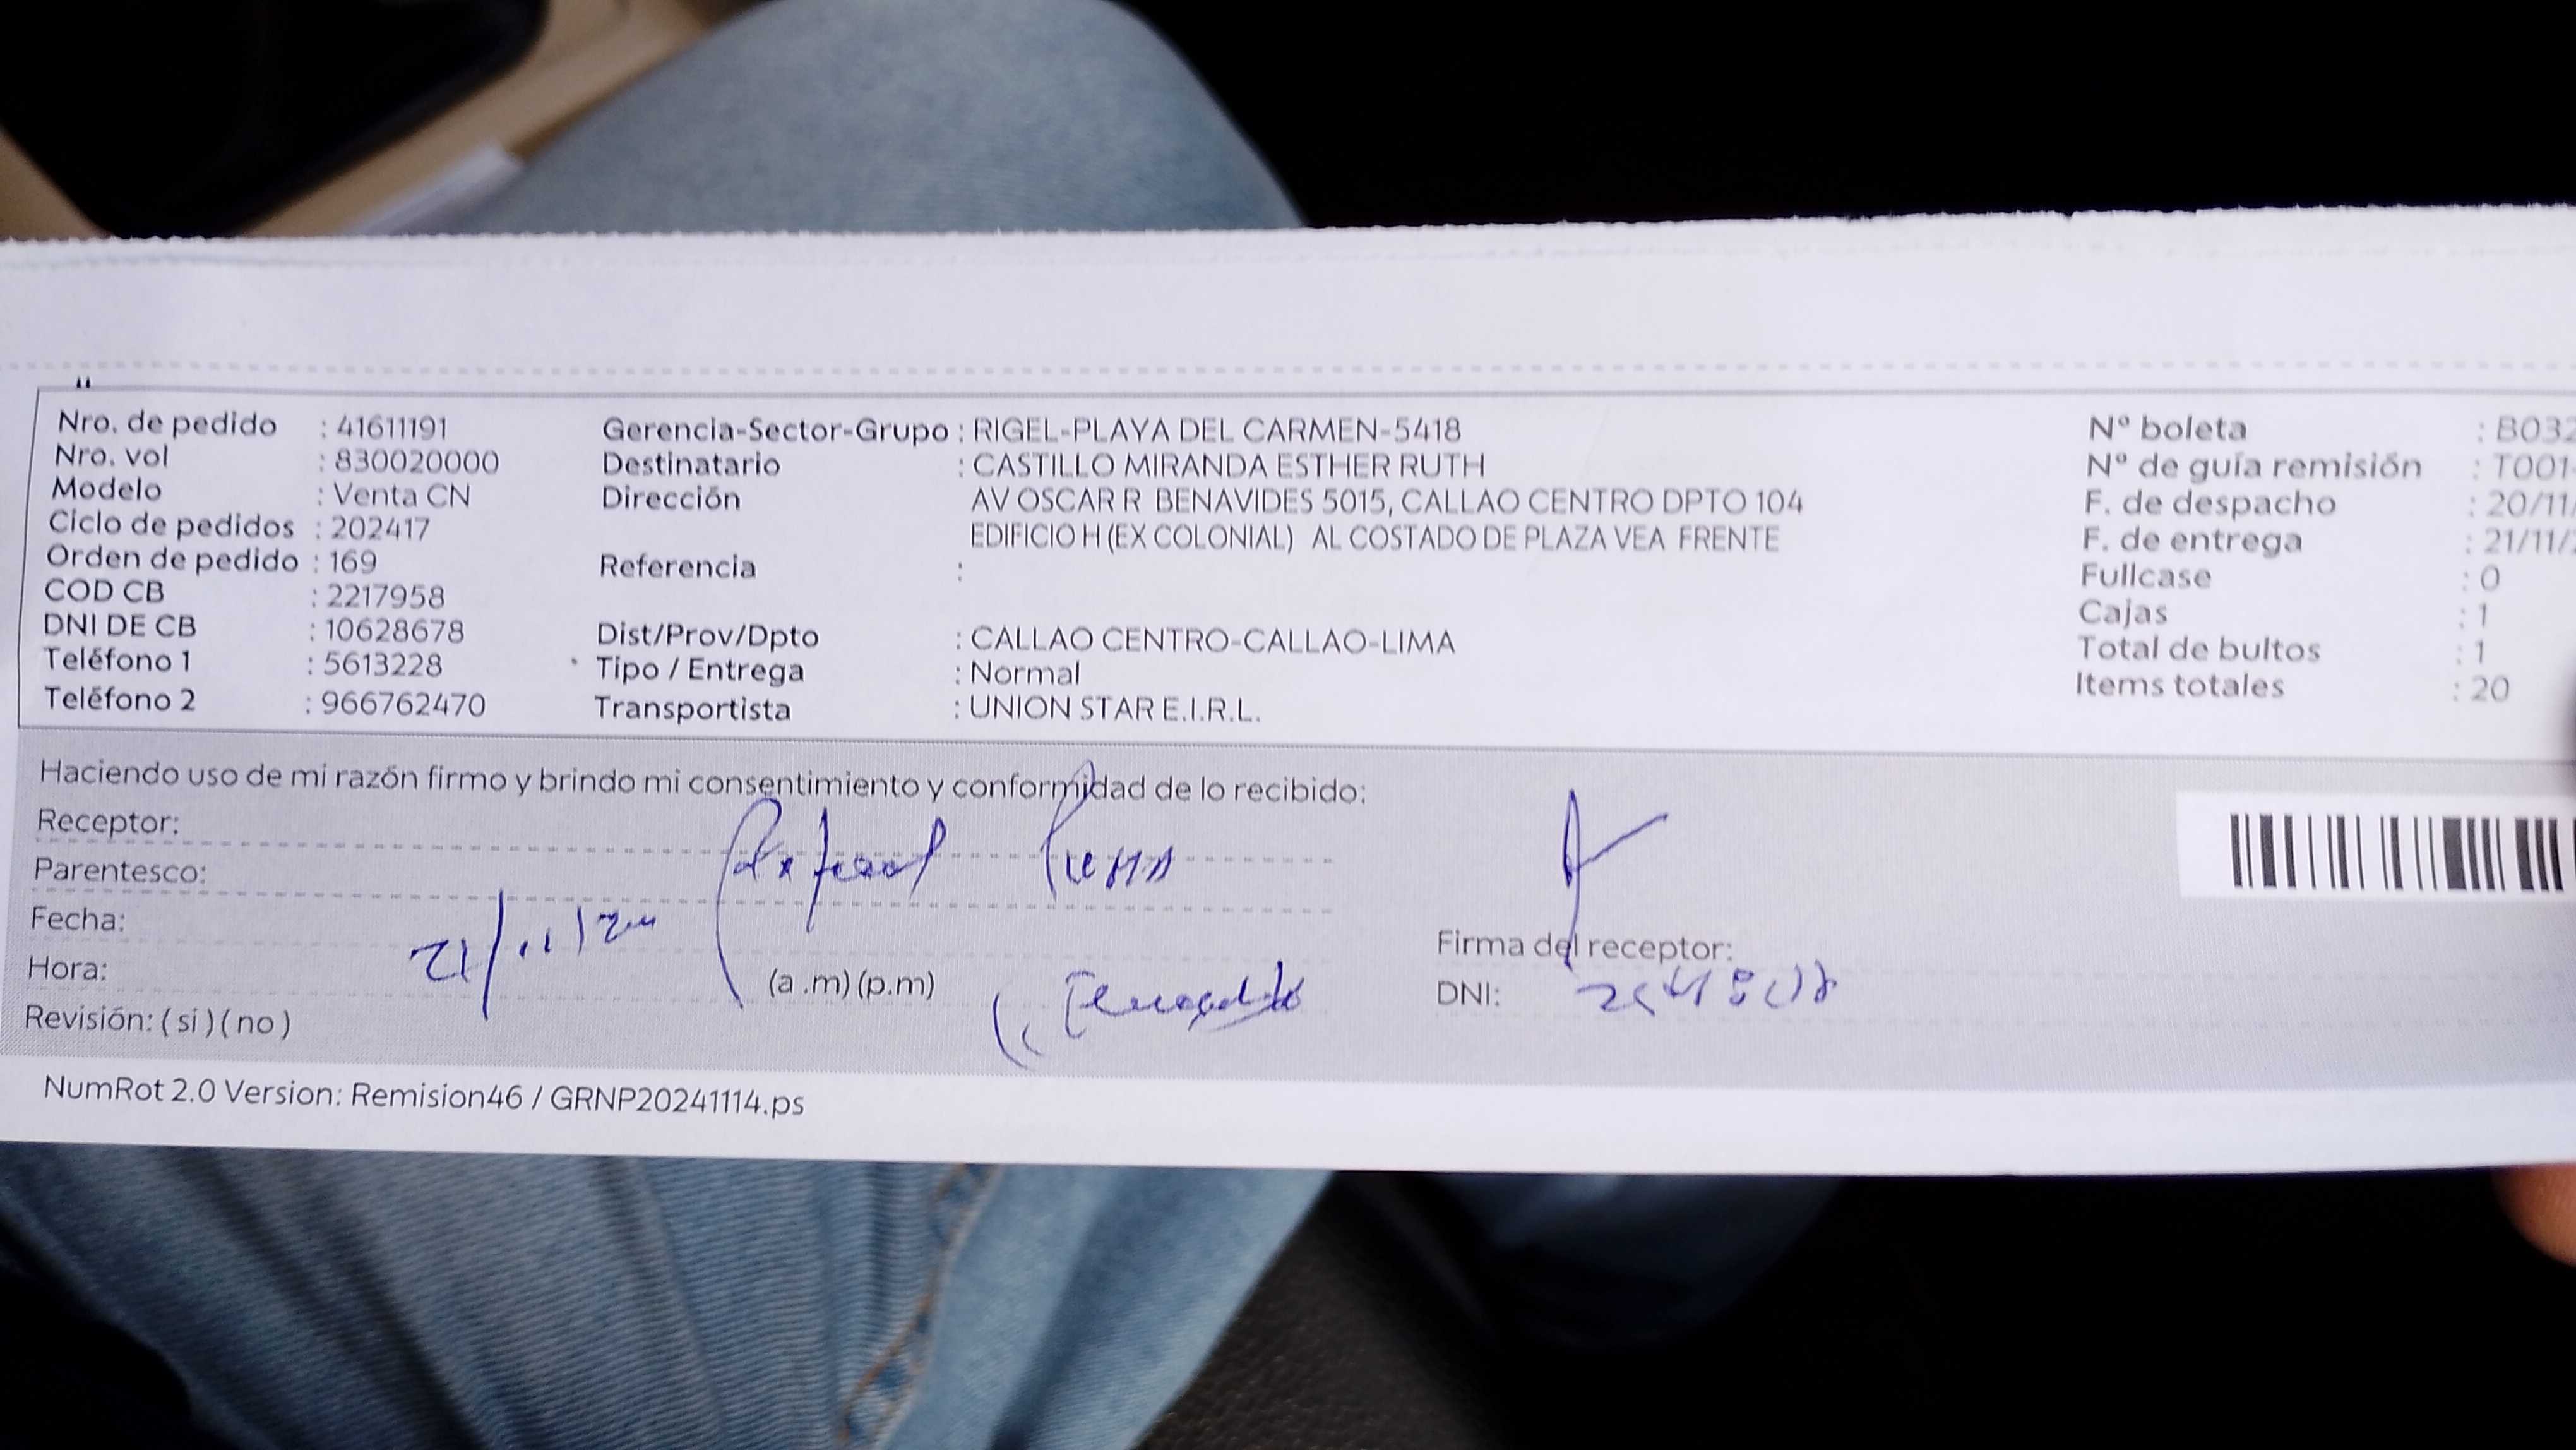 Nro. de pedido : 41611191
Nro. vol : 830020000
Modelo : Venta CN
Ciclo de pedidos : 202417
Orden de pedido : 169
COD CB : 2217958
DNI DE CB : 10628678
Teléfono 1 : 5613228
Teléfono 2 : 966762470
Gerencia-Sector-Grupo : RIGEL-PLAYA DEL CARMEN-5418
Destinatario : CASTILLO MIRANDA ESTHER RUTH
Dirección AV OSCAR R BENAVIDES 5015, CALLAO CENTRO DPTO 104
EDIFICIO H (EX COLONIAL) AL COSTADO DE PLAZA VEA FRENTE
Referencia :
Dist/Prov/Dpto : CALLAO CENTRO-CALLAO-LIMA
Tipo / Entrega : Normal
Transportista : UNION STAR E.I.R.L.
Nº boleta : B032
Nº de guía remisión : T001-
F. de despacho : 20/11/
F. de entrega : 21/11/
Fullcase : 0
Cajas : 1
Total de bultos : 1
Items totales : 20
Haciendo uso de mi razón firmo y brindo mi consentimiento y conformidad de lo recibido:
Receptor:
Parentesco:
Fecha: 21/11/
Hora: (a .m) (p.m)
Revisión: ( si ) ( no )
Firma del receptor:
DNI:
NumRot 2.0 Version: Remision46 / GRNP20241114.ps